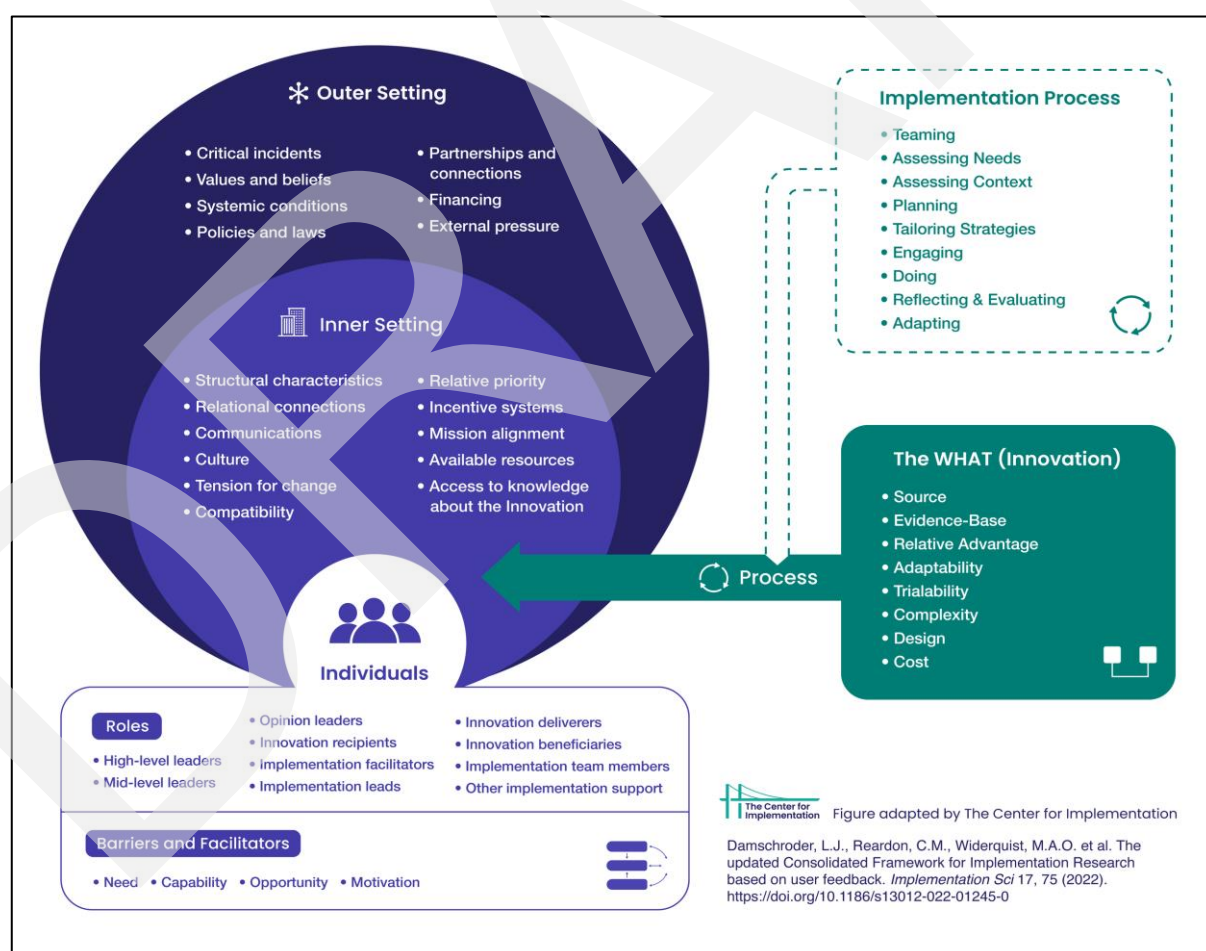 Outer Setting
• Critical incidents
• Values and beliefs
• Systemic conditions
• Policies and laws
• Partnerships and
connections
• Financing
• External pressure
Inner Setting
• Structural characteristics
• Relational connections
• Communications
• Culture
• Tension for change
• Compatibility
• Relative priority
• Incentive systems
• Mission alignment
• Available resources
• Access to knowledge
about the Innovation
Individuals
Roles
• High-level leaders
• Mid-level leaders
• Opinion leaders
• Innovation recipients
• Implementation facilitators
• Implementation leads
• Innovation deliverers
• Innovation beneficiaries
• Implementation team members
• Other implementation support
Barriers and Facilitators
• Need • Capability • Opportunity • Motivation
Implementation Process
• Teaming
• Assessing Needs
• Assessing Context
• Planning
• Tailoring Strategies
• Engaging
• Doing
• Reflecting & Evaluating
• Adapting
Process
The WHAT (Innovation)
• Source
• Evidence-Base
• Relative Advantage
• Adaptability
• Trialability
• Complexity
• Design
• Cost
The Center for
Implementation
Figure adapted by The Center for Implementation
Damschroder, L.J., Reardon, C.M., Widerquist, M.A.O. et al. The
updated Consolidated Framework for Implementation Research
based on user feedback. Implementation Sci 17, 75 (2022).
https://doi.org/10.1186/s13012-022-01245-0
DRA